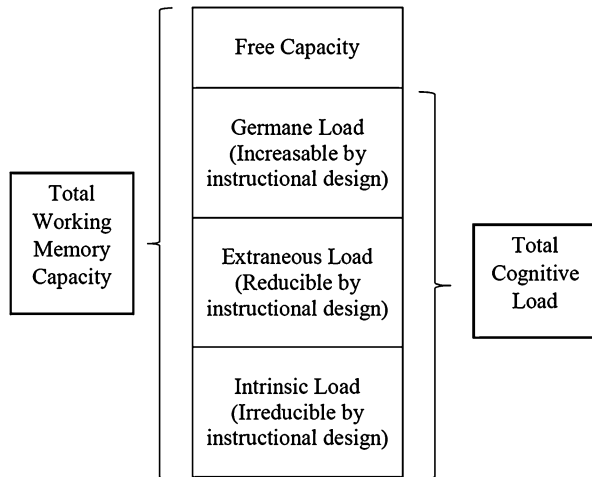 Total
Working
Memory
Capacity
Free Capacity
Germane Load
(Increasable by
instructional design)
Extraneous Load
(Reducible by
instructional design)
Intrinsic Load
(Irreducible by
instructional design)
Total
Cognitive
Load